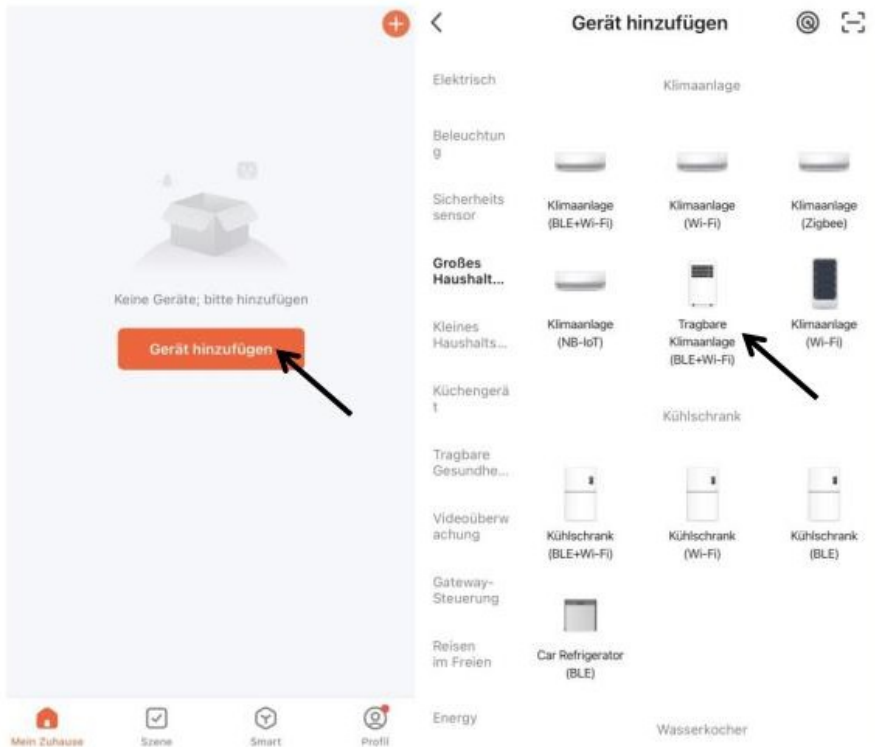 Keine Geräte; bitte hinzufügen
Gerät hinzufügen
Mein Zuhause
Szene
Smart
Profil
Gerät hinzufügen
Elektrisch
Beleuchtun
g
Sicherheits
sensor
Großes
Haushalt...
Kleines
Haushalts...
Küchengerä
t
Tragbare
Gesundhe...
Videoüberw
achung
Gateway-
Steuerung
Reisen
im Freien
Energy
Klimaanlage
Klimaanlage
(BLE+Wi-Fi)
Klimaanlage
(Wi-Fi)
Klimaanlage
(Zigbee)
Klimaanlage
(NB-IoT)
Tragbare
Klimaanlage
(BLE+Wi-Fi)
Klimaanlage
(Wi-Fi)
Kühlschrank
Kühlschrank
(BLE+Wi-Fi)
Kühlschrank
(Wi-Fi)
Kühlschrank
(BLE)
Car Refrigerator
(BLE)
Wasserkocher